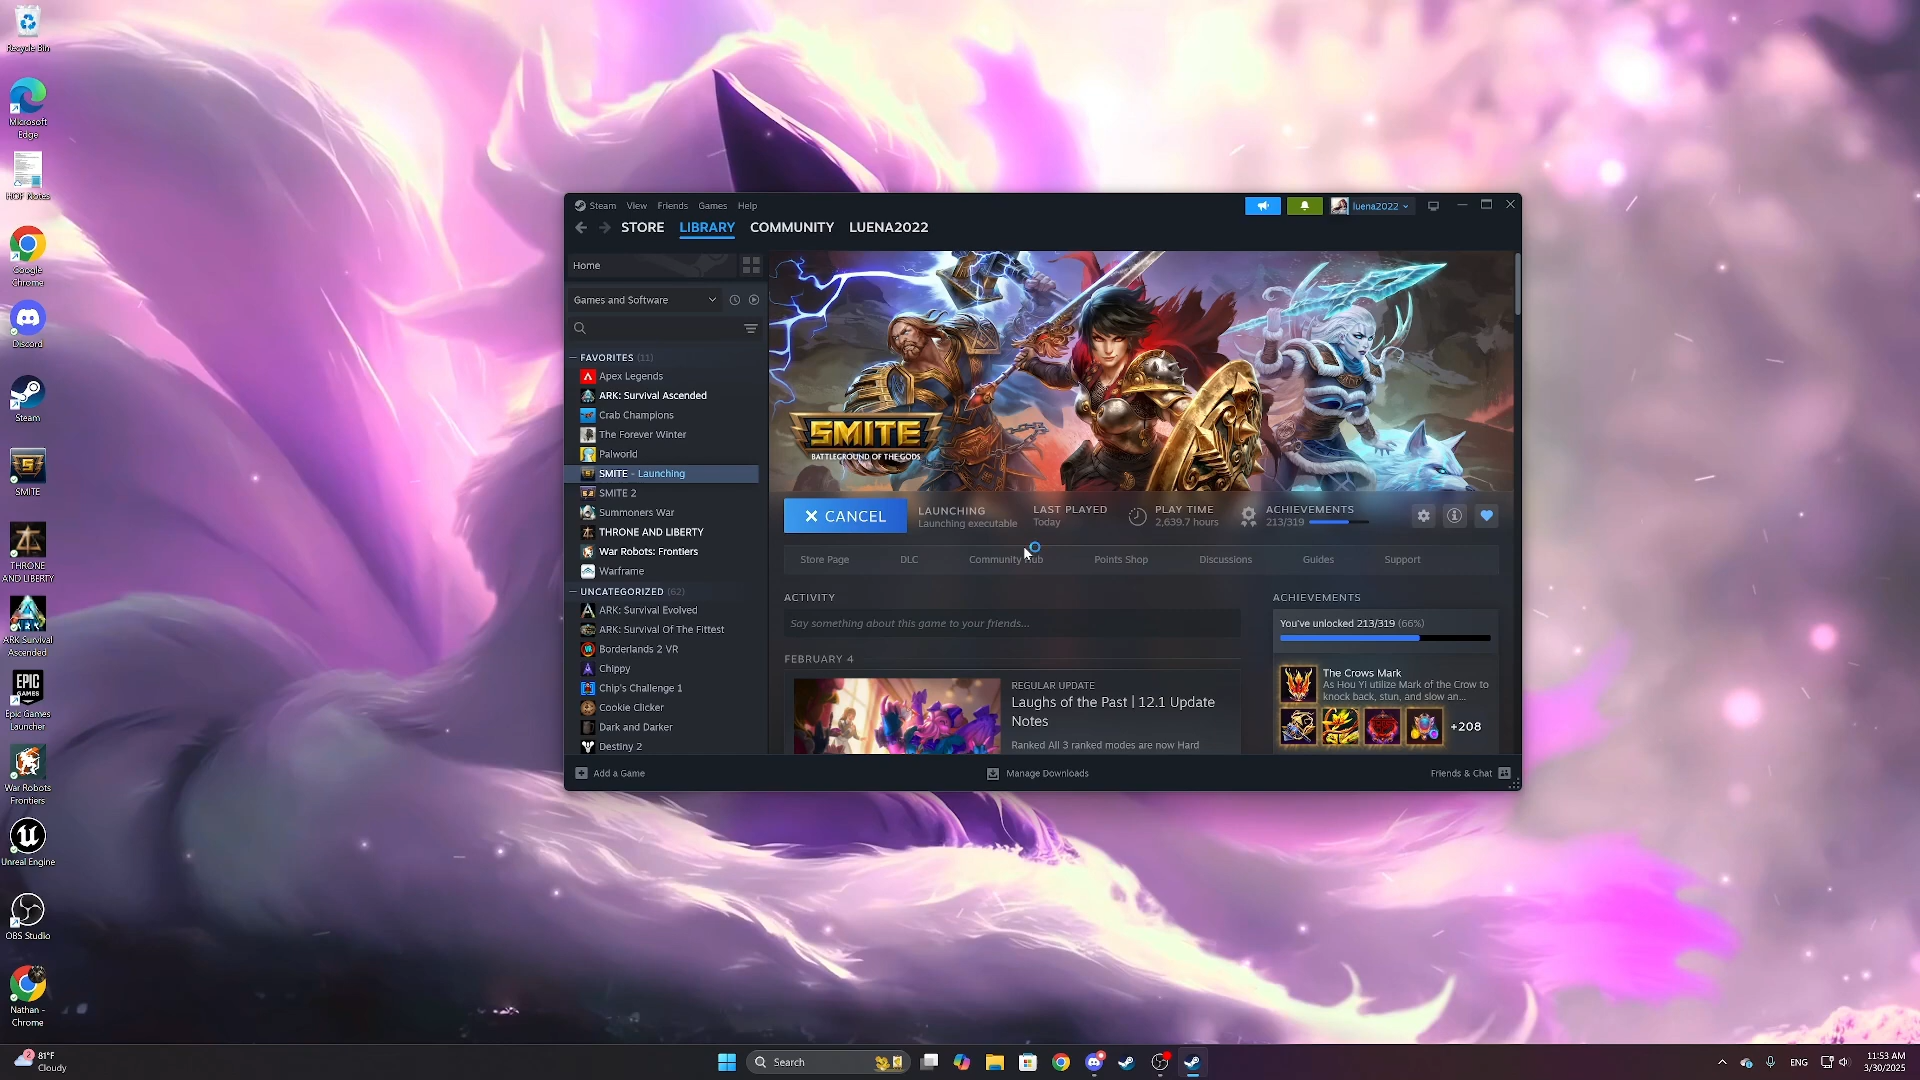 Recycle Bin
Microsoft
Edge
HOF Notes
Google
Chrome
Discord
Steam
SMITE
THRONE
AND LIBERTY
ARK Survival
Ascended
EPIC
GAMES
Epic Games
Launcher
War Robots
Frontiers
Unreal Engine
OBS Studio
Nathan -
Chrome
Steam View Friends Games Help
luena2022
STORE LIBRARY COMMUNITY LUENA2022
Home
Games and Software
FAVORITES (11)
Apex Legends
ARK: Survival Ascended
Crab Champions
The Forever Winter
Palworld
SMITE - Launching
SMITE 2
Summoners War
THRONE AND LIBERTY
War Robots: Frontiers
Warframe
UNCATEGORIZED (62)
ARK: Survival Evolved
ARK: Survival Of The Fittest
Borderlands 2 VR
Chippy
Chip's Challenge 1
Cookie Clicker
Dark and Darker
Destiny 2
Add a Game
SMITE
BATTLEGROUND OF THE GODS
CANCEL
LAUNCHING
Launching executable
LAST PLAYED
Today
PLAY TIME
2,639.7 hours
ACHIEVEMENTS
213/319
Store Page DLC Community Hub Points Shop Discussions Guides Support
ACTIVITY
Say something about this game to your friends...
FEBRUARY 4
REGULAR UPDATE
Laughs of the Past | 12.1 Update
Notes
Ranked All 3 ranked modes are now Hard
ACHIEVEMENTS
You've unlocked 213/319 (66%)
The Crows Mark
As Hou Yi utilize Mark of the Crow to
knock back, stun, and slow an...
+208
Manage Downloads
Friends & Chat
2
81°F
Cloudy
Search
ENG
11:53 AM
3/30/2025